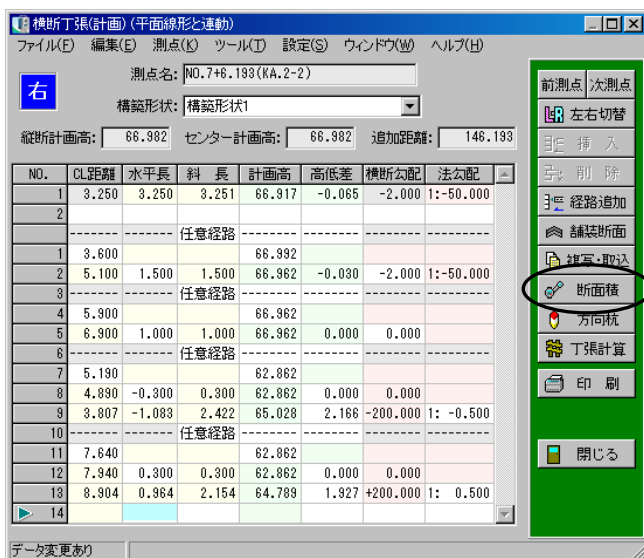 横断丁張(計画) (平面線形と連動)
ファイル(F) 編集(E) 測点(K) ツール(T) 設定(S) ウィンドウ(W) ヘルプ(H)
右
測点名: NO.7+6.193(KA.2-2)
構築形状: 構築形状1
縦断計画高: 66.982 センター計画高: 66.982 追加距離: 146.193
NO. CL距離 水平長 斜 長 計画高 高低差 横断勾配 法勾配
1 3.250 3.250 3.251 66.917 -0.065 -2.000 1:-50.000
2
------- ------- 任意経路 -------- -------- -------- --------
1 3.600 66.992
2 5.100 1.500 1.500 66.962 -0.030 -2.000 1:-50.000
3 ------- ------- 任意経路 -------- -------- -------- --------
4 5.900 66.962
5 6.900 1.000 1.000 66.962 0.000 0.000
6 ------- ------- 任意経路 -------- -------- -------- --------
7 5.190 62.862
8 4.890 -0.300 0.300 62.862 0.000 0.000
9 3.807 -1.083 2.422 65.028 2.166 -200.000 1: -0.500
10 ------- ------- 任意経路 -------- -------- -------- --------
11 7.640 62.862
12 7.940 0.300 0.300 62.862 0.000 0.000
13 8.904 0.964 2.154 64.789 1.927 +200.000 1: 0.500
14
前測点 次測点
左右切替
挿 入
削 除
経路追加
舗装断面
複写・取込
断面積
方向杭
丁張計算
印 刷
閉じる
データ変更あり